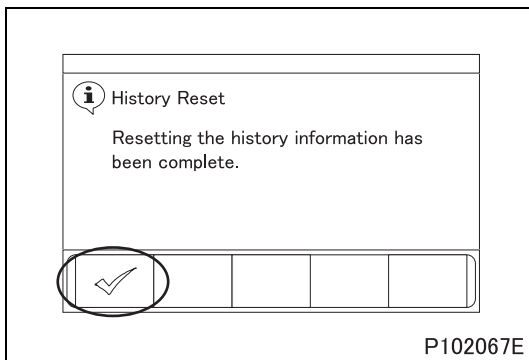 History Reset
Resetting the history information has
been complete.
P102067E